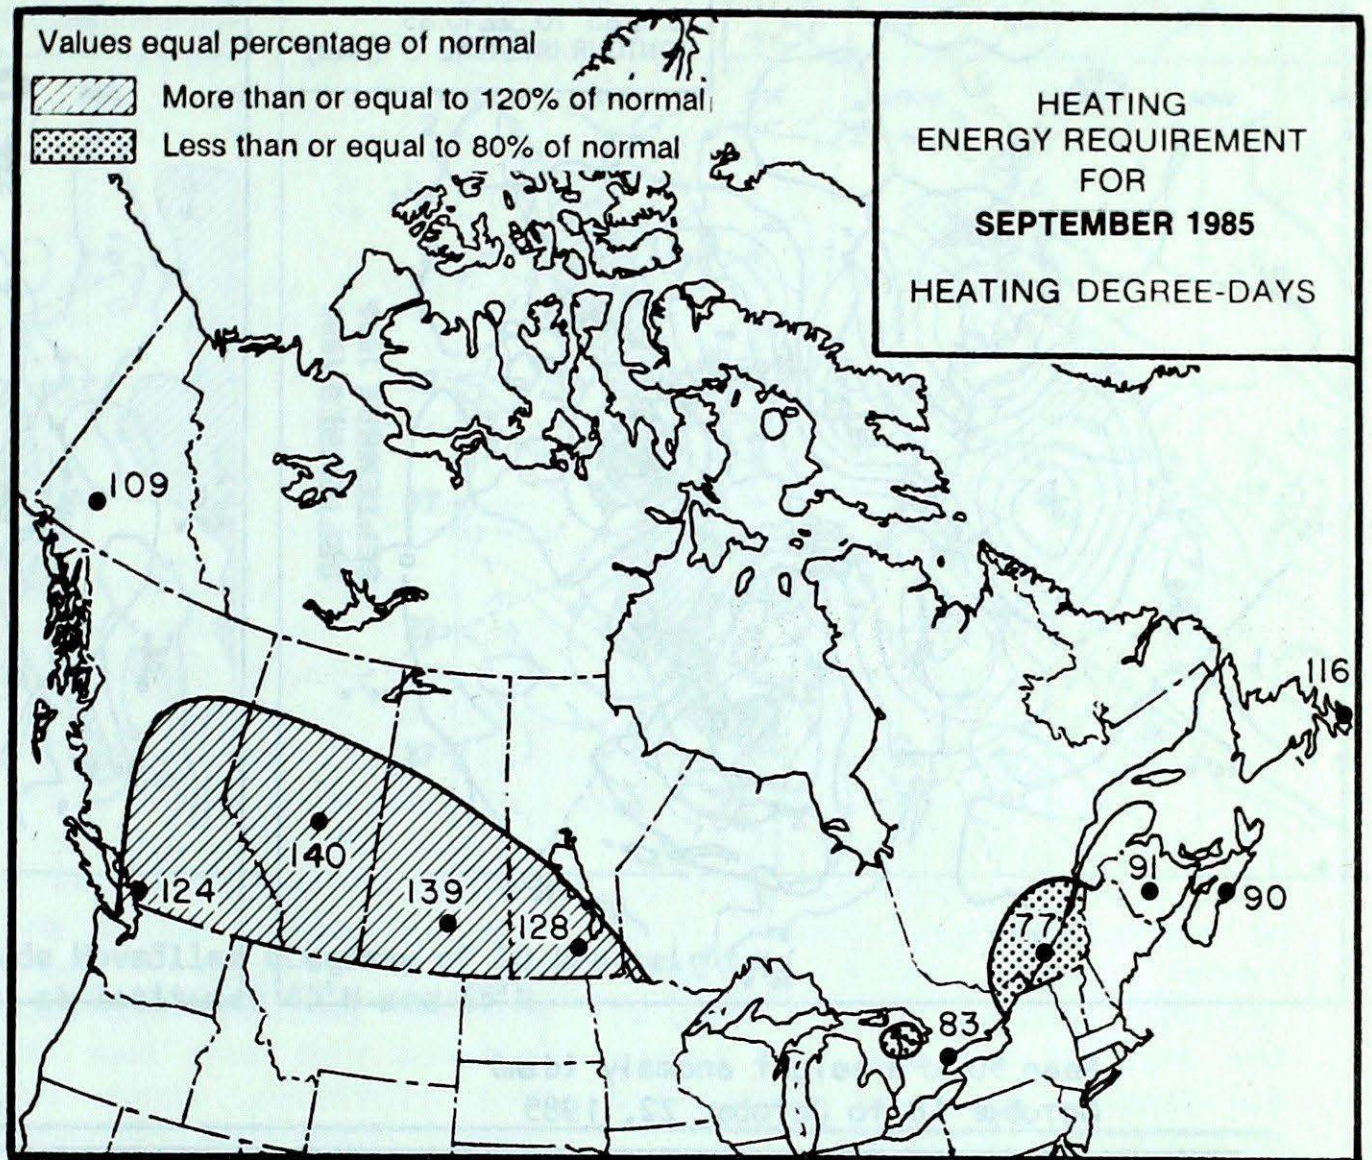 Values equal percentage of normal
More than or equal to 120% of normal
Less than or equal to 80% of normal
HEATING
ENERGY REQUIREMENT
FOR
SEPTEMBER 1985
HEATING DEGREE-DAYS
109
116
140
124
139
128
91
90
77
83